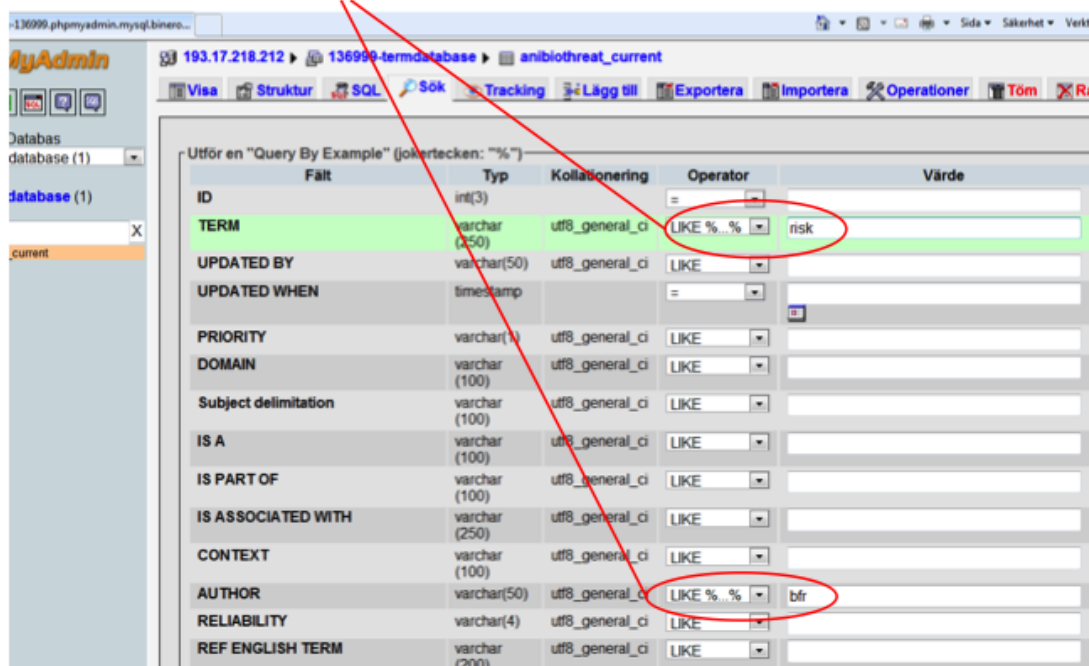 -136999.phpmyadmin.mysql.binero...
Sida Säkerhet Verkt
MyAdmin
193.17.218.212 136999-termdatabase anibiothreat_current
SQL
Visa Struktur SQL Sök Tracking Lägg till Exportera Importera Operationer Töm Ra
Databas
database (1)
database (1)
X
_current
Utför en "Query By Example" (jokertecken: "%")
Fält Typ Kollationering Operator Värde
ID int(3) =
TERM varchar utf8_general_ci LIKE %...% risk
(250)
UPDATED BY varchar(50) utf8_general_ci LIKE
UPDATED WHEN timestamp =
PRIORITY varchar(1) utf8_general_ci LIKE
DOMAIN varchar utf8_general_ci LIKE
(100)
Subject delimitation varchar utf8_general_ci LIKE
(100)
IS A varchar utf8_general_ci LIKE
(100)
IS PART OF varchar utf8_general_ci LIKE
(100)
IS ASSOCIATED WITH varchar utf8_general_ci LIKE
(250)
CONTEXT varchar utf8_general_ci LIKE
(100)
AUTHOR varchar(50) utf8_general_ci LIKE %...% bfr
RELIABILITY varchar(4) utf8_general_ci LIKE
REF ENGLISH TERM varchar utf8_general_ci LIKE
(200)